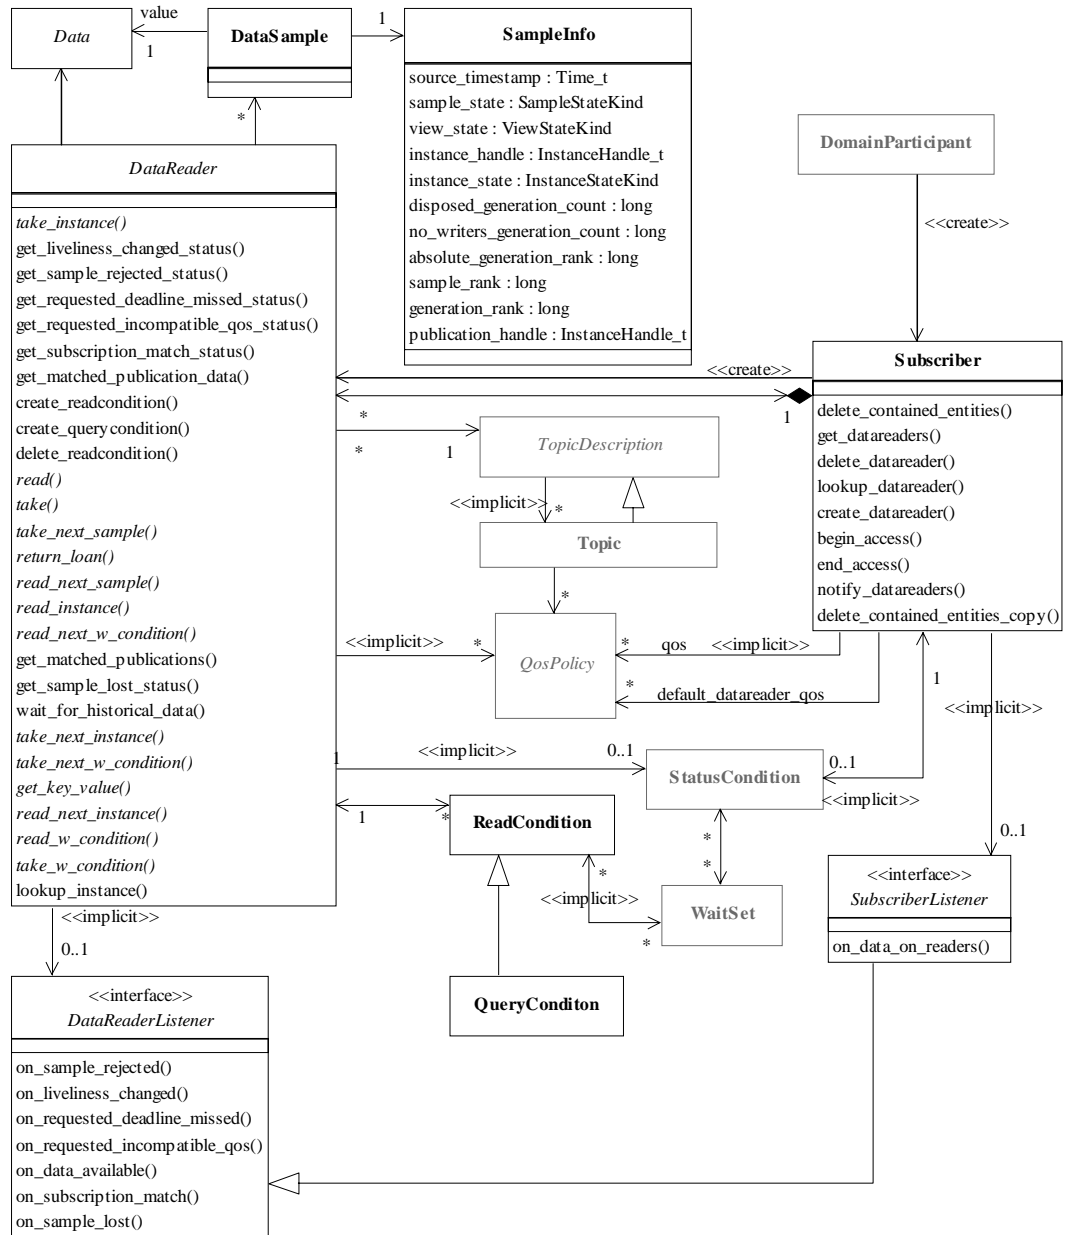 value
1
Data
DataSample
1
SampleInfo
source_timestamp : Time_t
sample_state : SampleStateKind
view_state : ViewStateKind
instance_handle : InstanceHandle_t
instance_state : InstanceStateKind
disposed_generation_count : long
no_writers_generation_count : long
absolute_generation_rank : long
sample_rank : long
generation_rank : long
publication_handle : InstanceHandle_t
*
DataReader
take_instance()
get_liveliness_changed_status()
get_sample_rejected_status()
get_requested_deadline_missed_status()
get_requested_incompatible_qos_status()
get_subscription_match_status()
get_matched_publication_data()
create_readcondition()
create_querycondition()
delete_readcondition()
read()
take()
take_next_sample()
return_loan()
read_next_sample()
read_instance()
read_next_w_condition()
get_matched_publications()
get_sample_lost_status()
wait_for_historical_data()
take_next_instance()
take_next_w_condition()
get_key_value()
read_next_instance()
read_w_condition()
take_w_condition()
lookup_instance()
DomainParticipant
<<create>>
Subscriber
delete_contained_entities()
get_datareaders()
delete_datareader()
lookup_datareader()
create_datareader()
begin_access()
end_access()
notify_datareaders()
delete_contained_entities_copy()
<<create>>
*
1
*
1
TopicDescription
<<implicit>>
*
Topic
*
<<implicit>>
*
QosPolicy
*
qos
<<implicit>>
*
default_datareader_qos
1
<<implicit>>
1
<<implicit>>
0..1
StatusCondition
0..1
<<implicit>>
1
*
ReadCondition
*
*
*
<<implicit>>
*
WaitSet
0..1
<<interface>>
SubscriberListener
on_data_on_readers()
<<implicit>>
0..1
QueryConditon
<<interface>>
DataReaderListener
on_sample_rejected()
on_liveliness_changed()
on_requested_deadline_missed()
on_requested_incompatible_qos()
on_data_available()
on_subscription_match()
on_sample_lost()